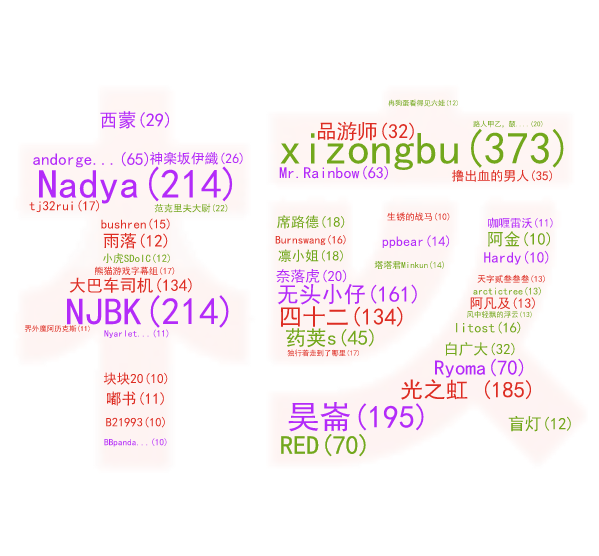 西蒙(29)
andorge...(65)
神楽坂伊織(26)
Nadya(214)
tj32rui(17)
范克里夫大尉(22)
bushren(15)
雨落(12)
小虎SDolC(12)
熊猫游戏字幕组(17)
大巴车司机(134)
NJBK(214)
界外魔阿历克斯(11)
Nyarlet...(11)
块块20(10)
嘟书(11)
B21993(10)
BBpanda...(10)
冉狗蛋看得见六娃(12)
路人甲乙，酸....(20)
品游师(32)
xizongbu(373)
Mr.Rainbow(63)
撸出血的男人(35)
席路德(18)
生锈的战马(10)
咖喱雷沃(11)
Burnswang(16)
ppbear(14)
阿金(10)
凛小姐(18)
塔塔君Minkun(14)
Hardy(10)
奈落虎(20)
天字贰叁叁叁(13)
无头小仔(161)
arctictree(13)
阿凡及(13)
四十二(134)
风中轻飘的浮云(13)
litost(16)
药荚s(45)
独行着走到了哪里(17)
白广大(32)
Ryoma(70)
光之虹 (185)
昊崙(195)
盲灯(12)
RED(70)